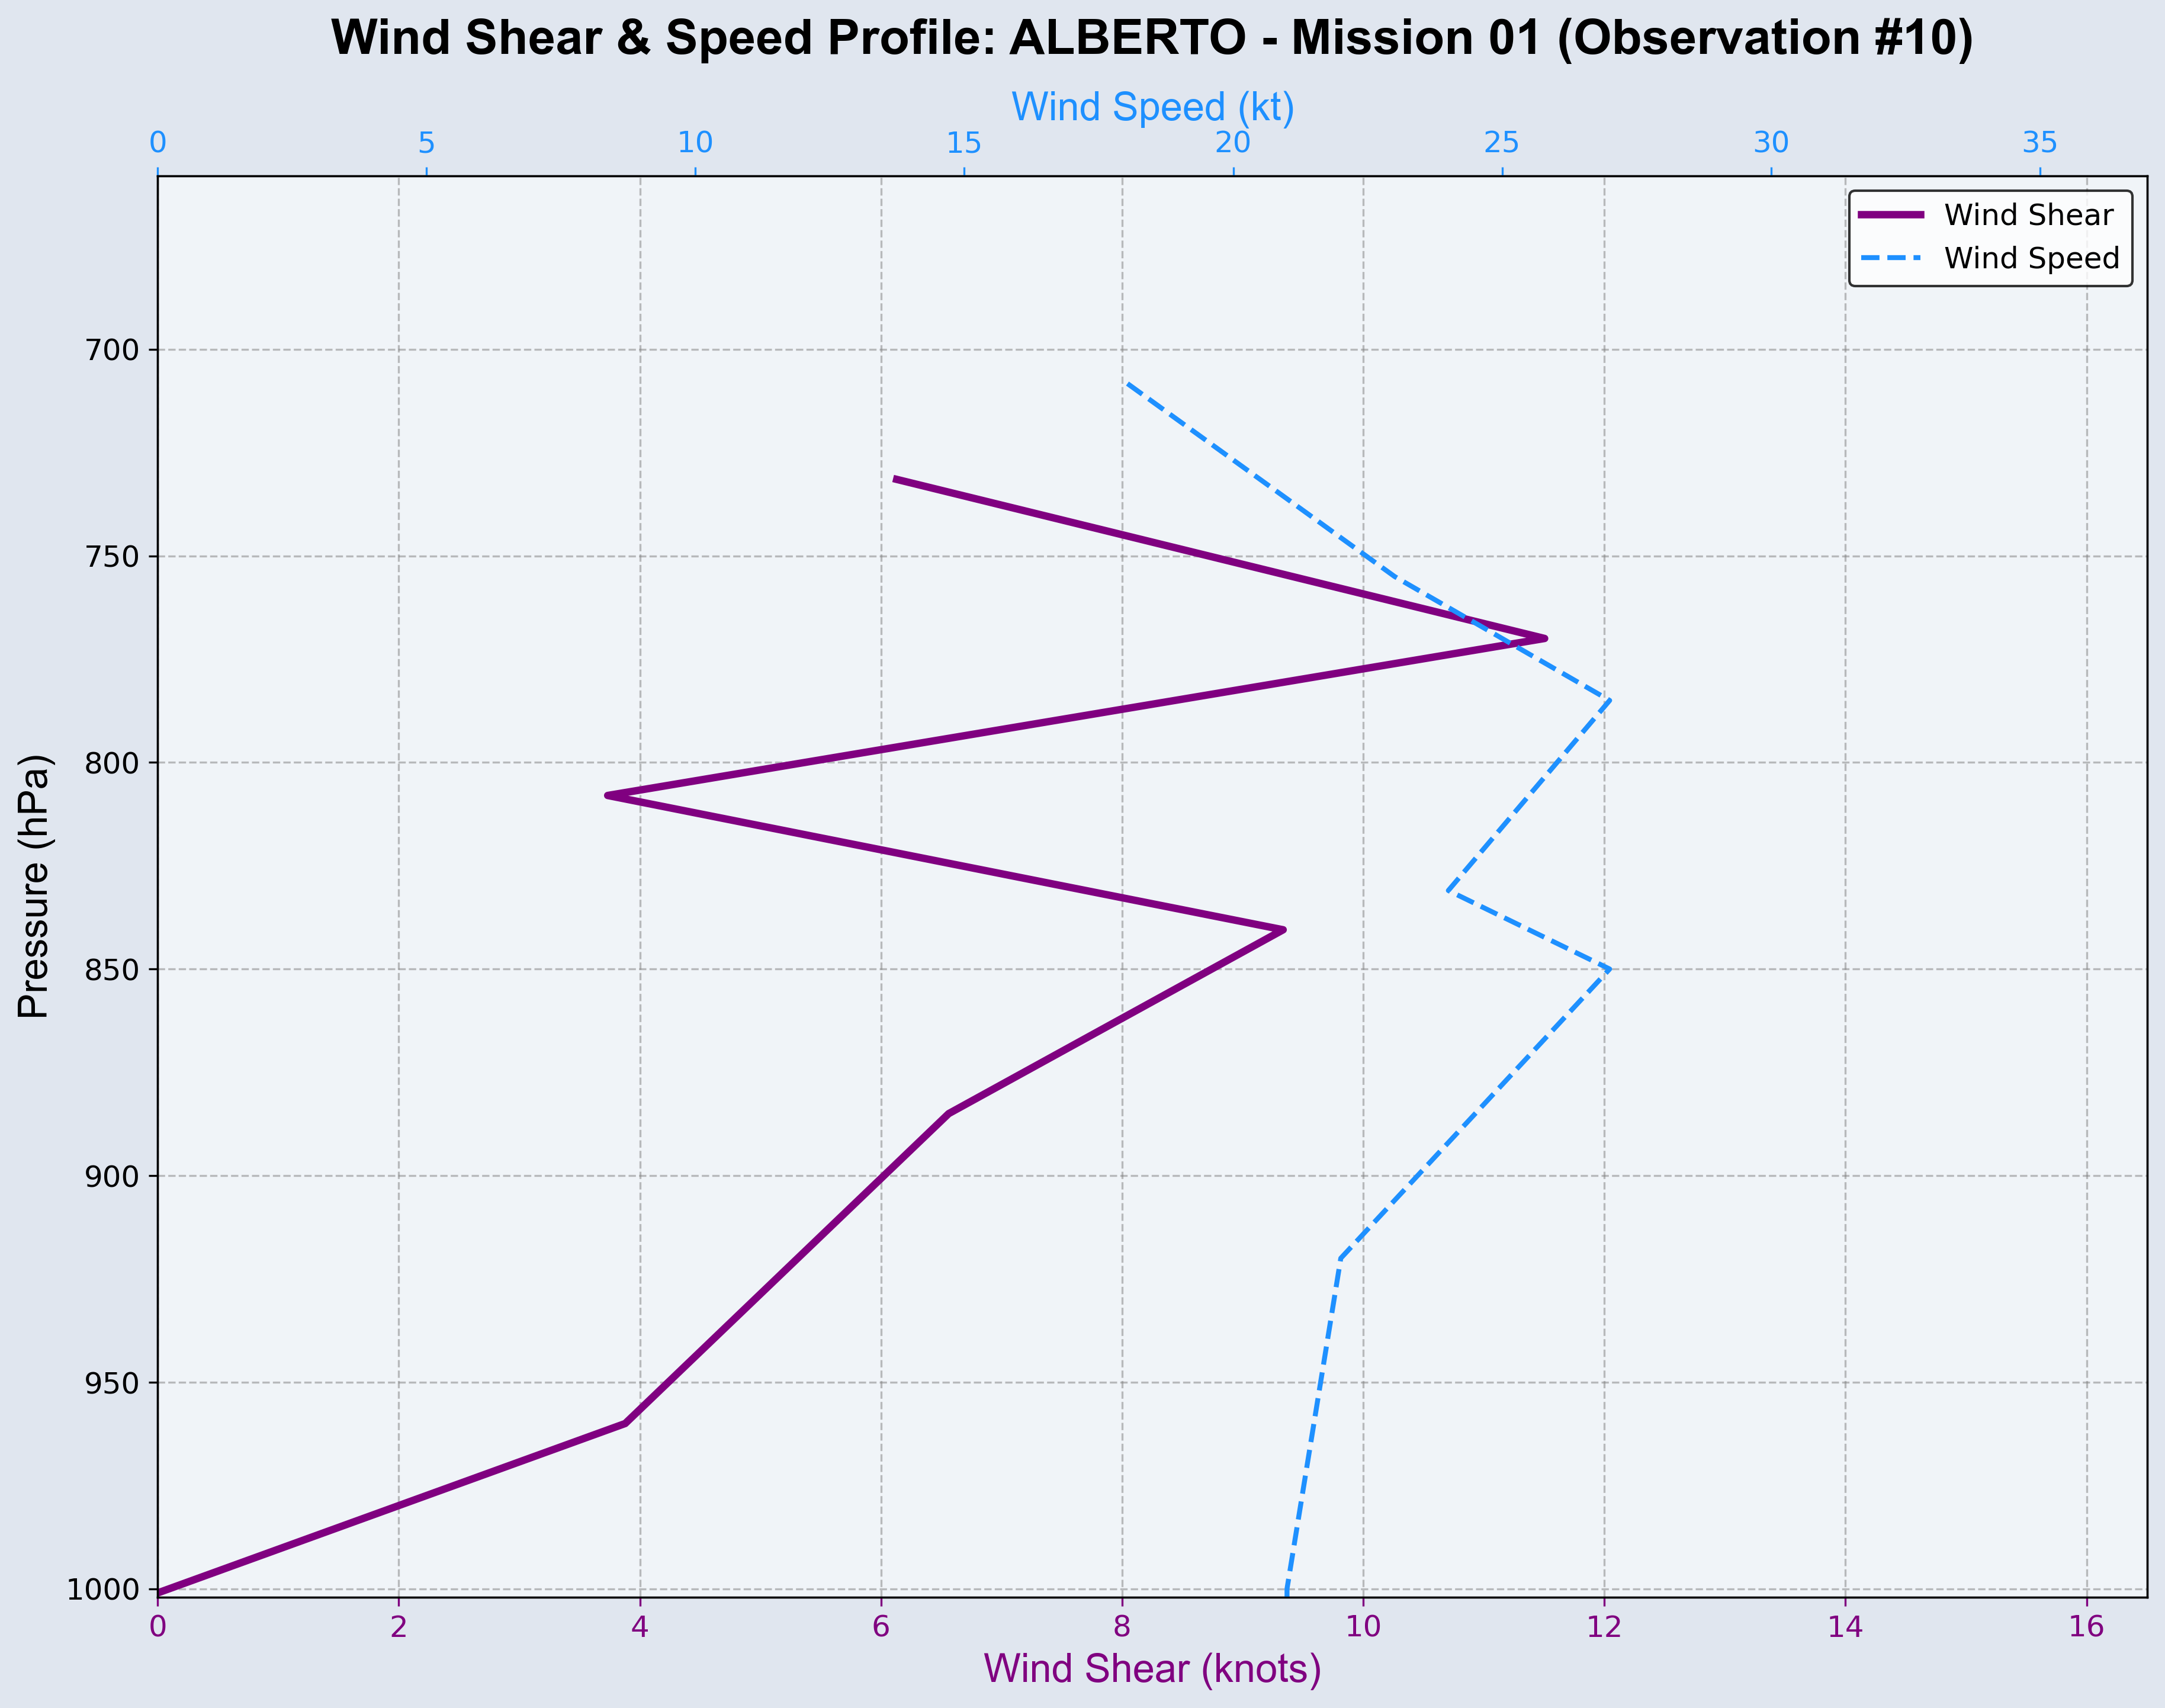 Wind Shear & Speed Profile: ALBERTO - Mission 01 (Observation #10)
Wind Speed (kt)
0 5 10 15 20 25 30 35
Wind Shear
Wind Speed
700
750
800
850
900
950
1000
Pressure (hPa)
0 2 4 6 8 10 12 14 16
Wind Shear (knots)